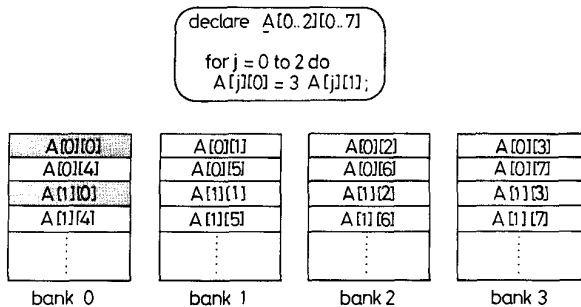 declare A[0..2][0..7]
for j = 0 to 2 do
A[j][0] = 3 A[j][1];
A[0][0] A[0][1] A[0][2] A[0][3]
A[0][4] A[0][5] A[0][6] A[0][7]
A[1][0] A[1][1] A[1][2] A[1][3]
A[1][4] A[1][5] A[1][6] A[1][7]
bank 0 bank 1 bank 2 bank 3